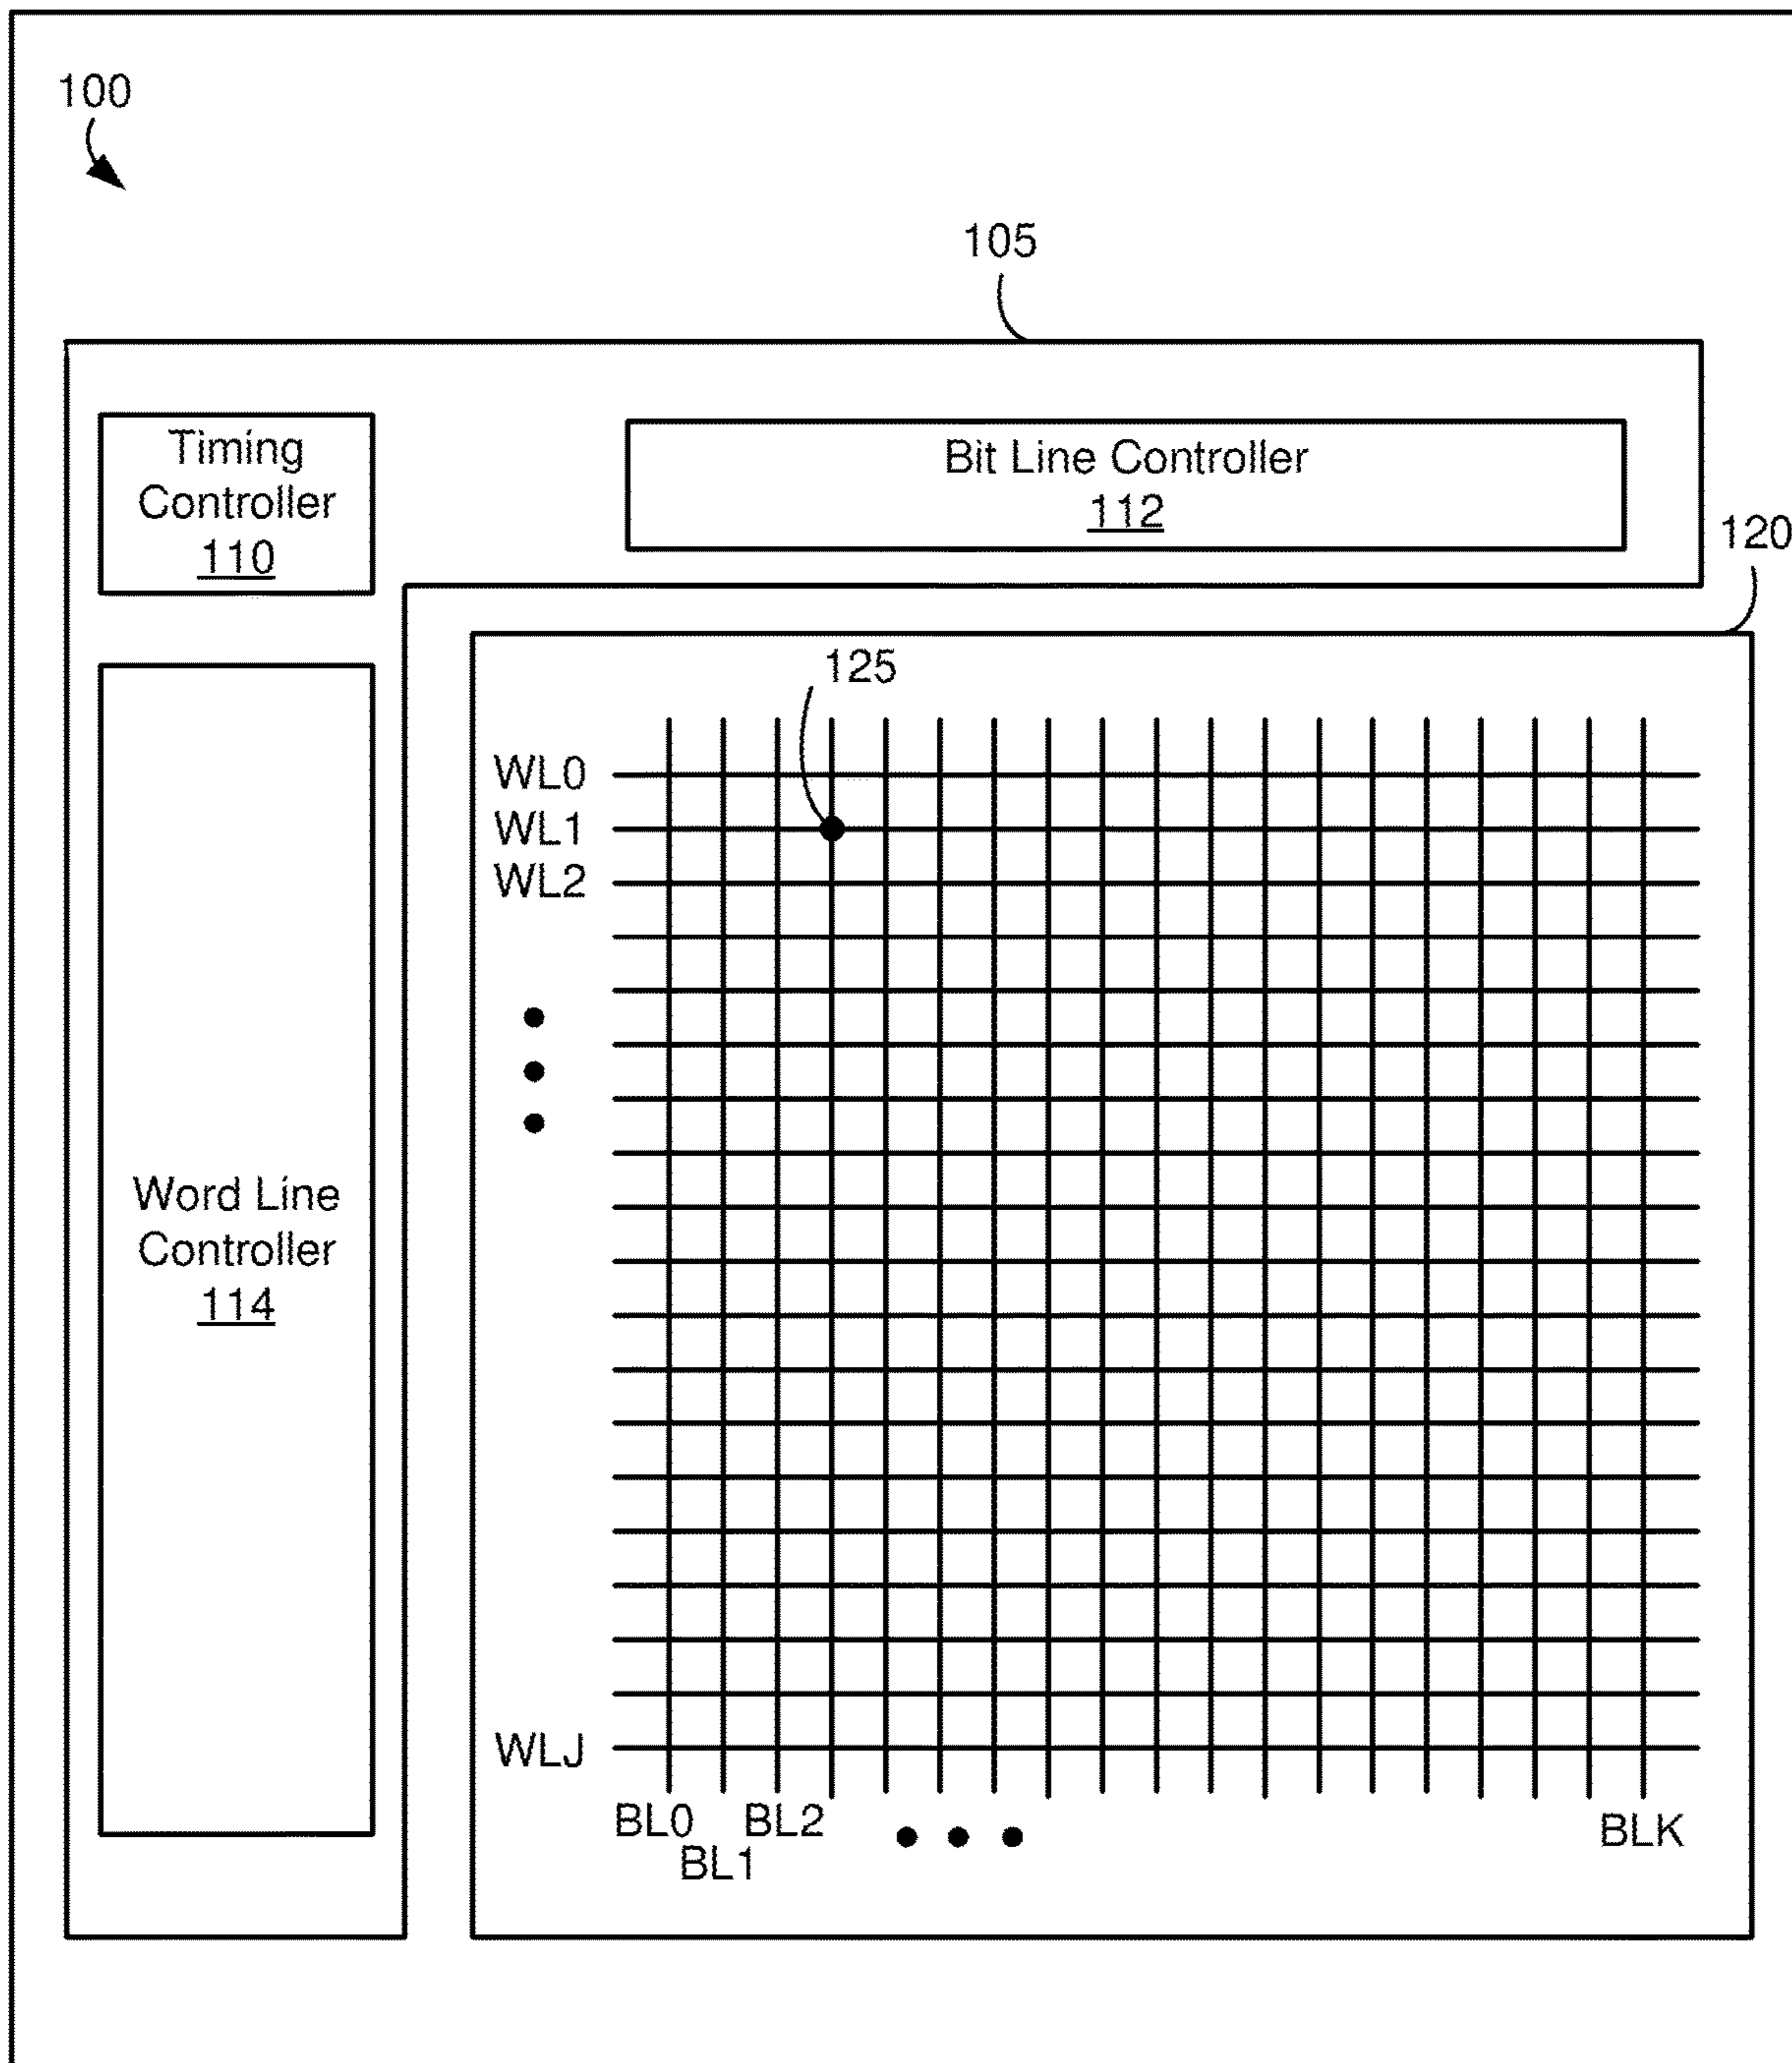 100
105
Timing
Controller
110
Bit Line Controller
112
120
125
WL0
WL1
WL2
Word Line
Controller
114
WLJ
BL0
BL1
BL2
BLK